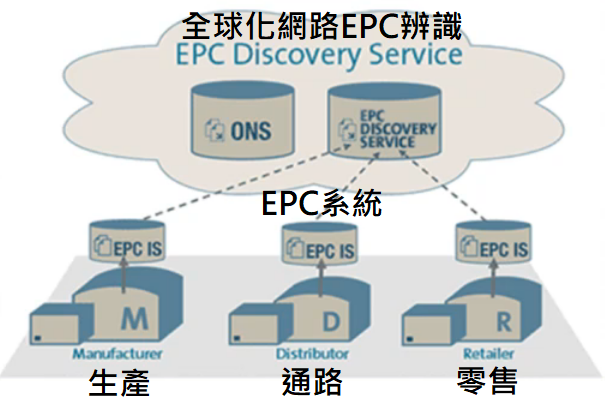 全球化網路EPC辨識
EPC Discovery Service
ONS
EPC
DISCOVERY
SERVICE
EPC系統
EPC IS
EPC IS
EPC IS
M
D
R
Manufacturer
Distributor
Retailer
生產
通路
零售